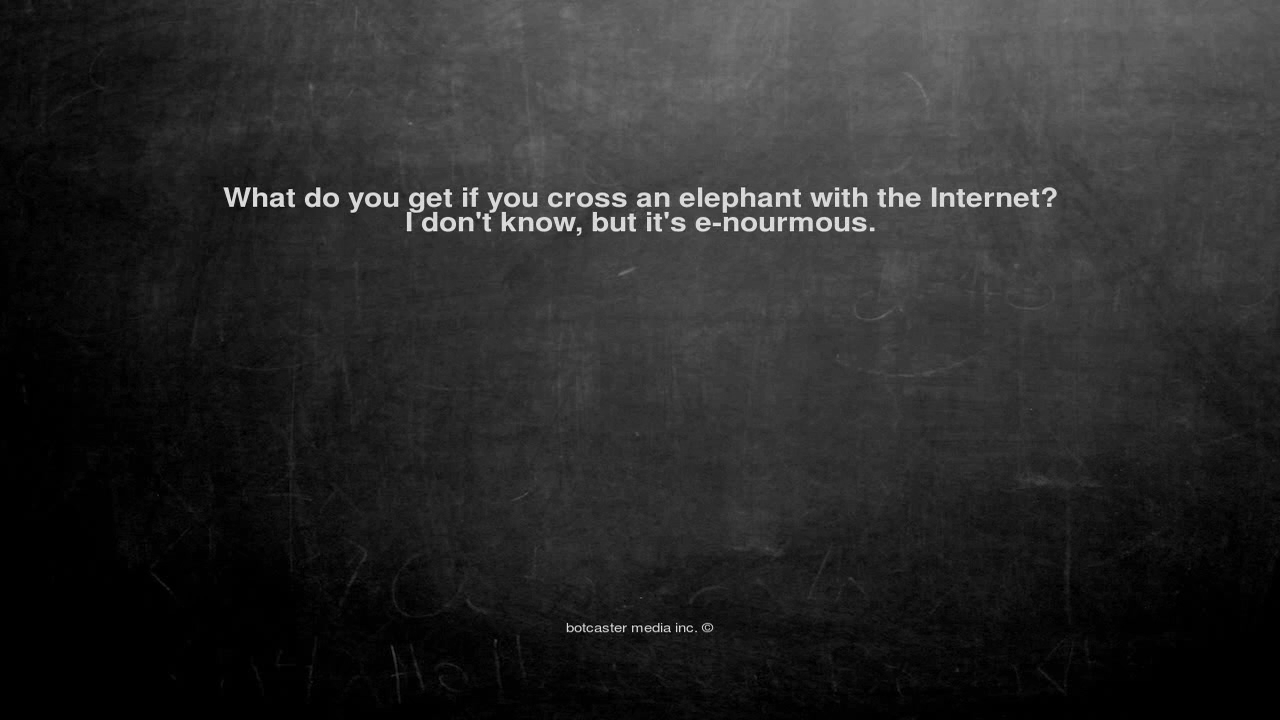 What do you get if you cross an elephant with the Internet?
I don't know, but it's e-nourmous.
botcaster media inc. ©